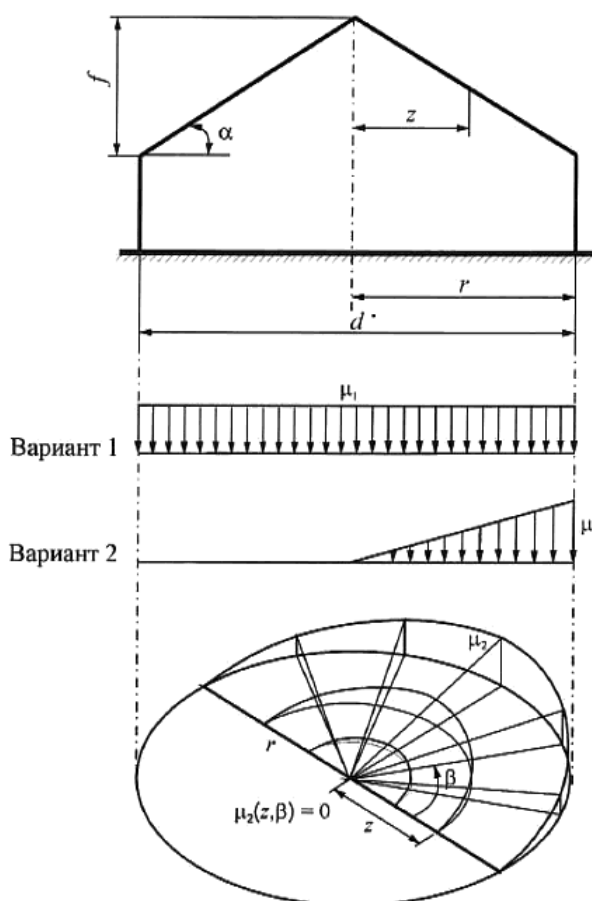 f
α
z
r
d
μ₁
Вариант 1
μ
Вариант 2
μ₂
r
β
μ₂(z,β) = 0
z